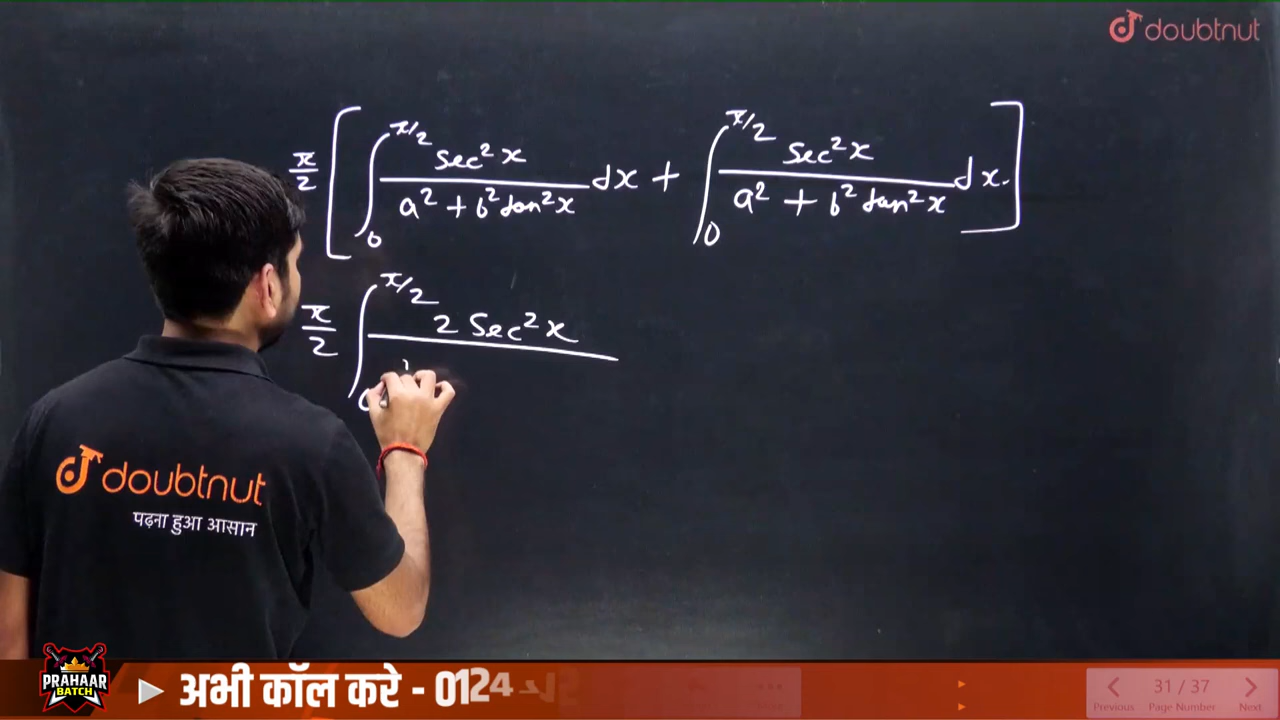 doubtnut
π/2 [ ∫₀^π/2 sec²x / a² + b² tan²x dx + ∫₀^π/2 sec²x / a² + b² tan²x dx. ]
π/2 ∫₀^π/2 2 sec²x
doubtnut
पढ़ना हुआ आसान
PRAHAAR
BATCH
अभी कॉल करे - 0124
31 / 37
Previous Page Number Next